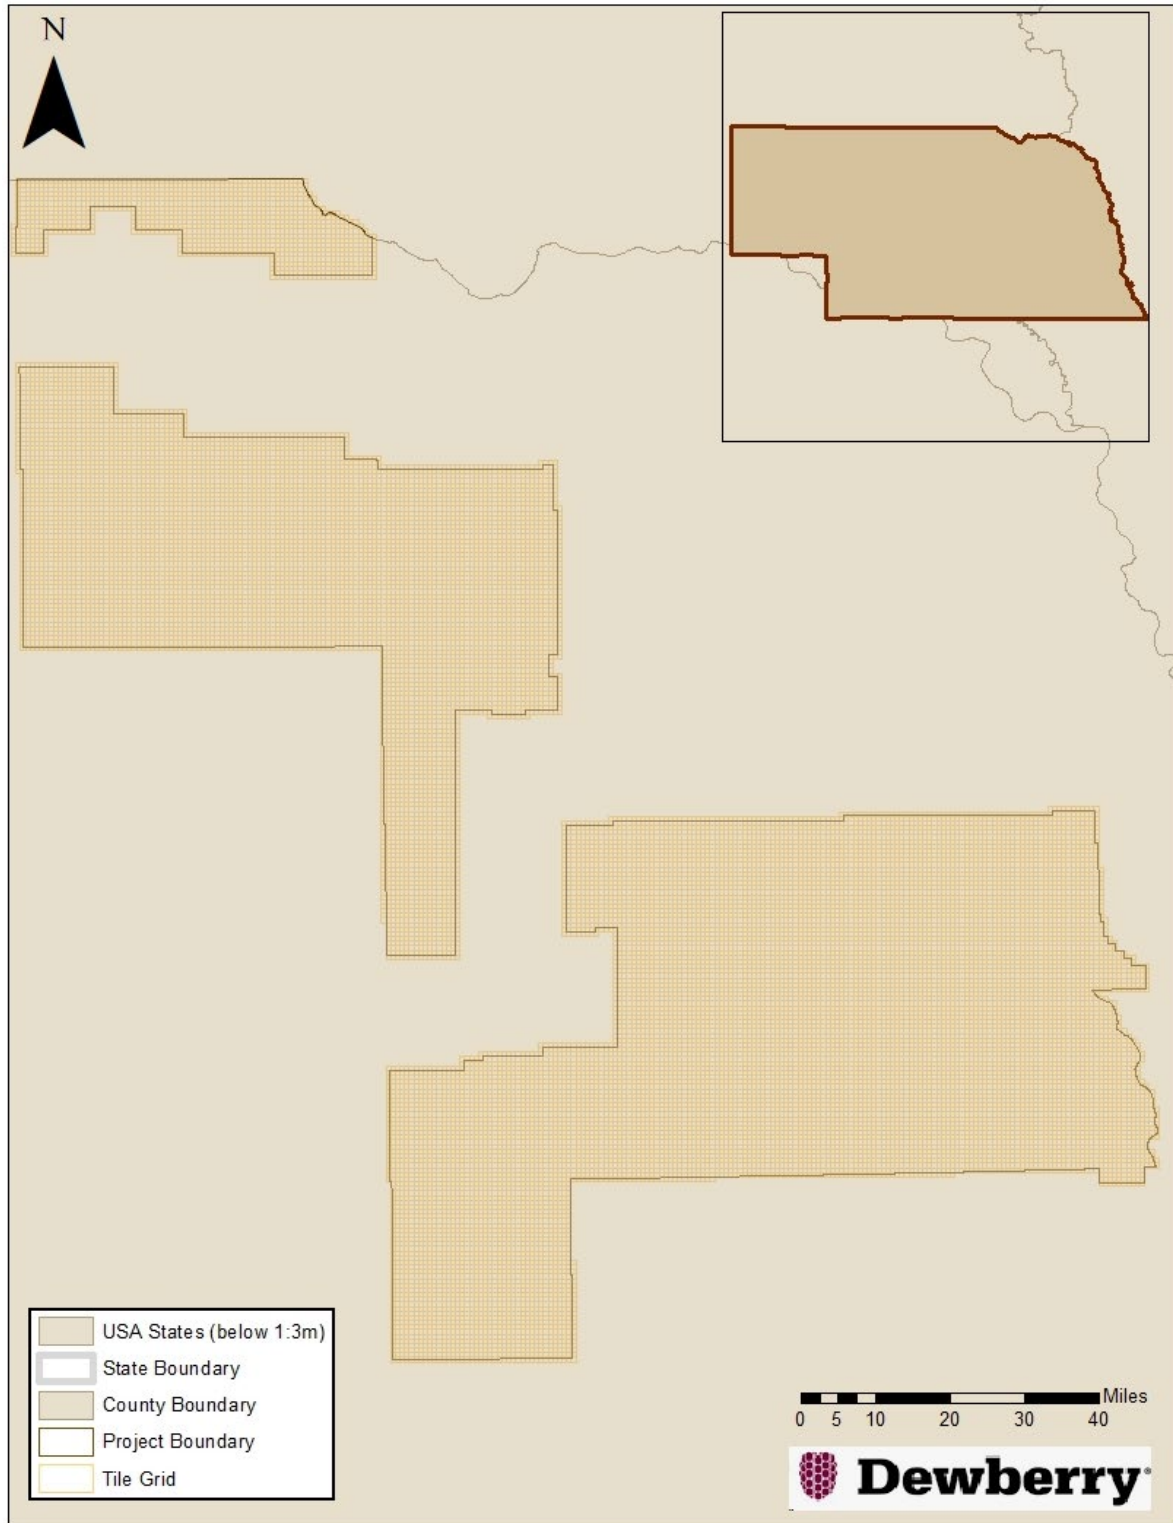 N
USA States (below 1:3m)
State Boundary
County Boundary
Project Boundary
Tile Grid
Miles
0 5 10 20 30 40
Dewberry®